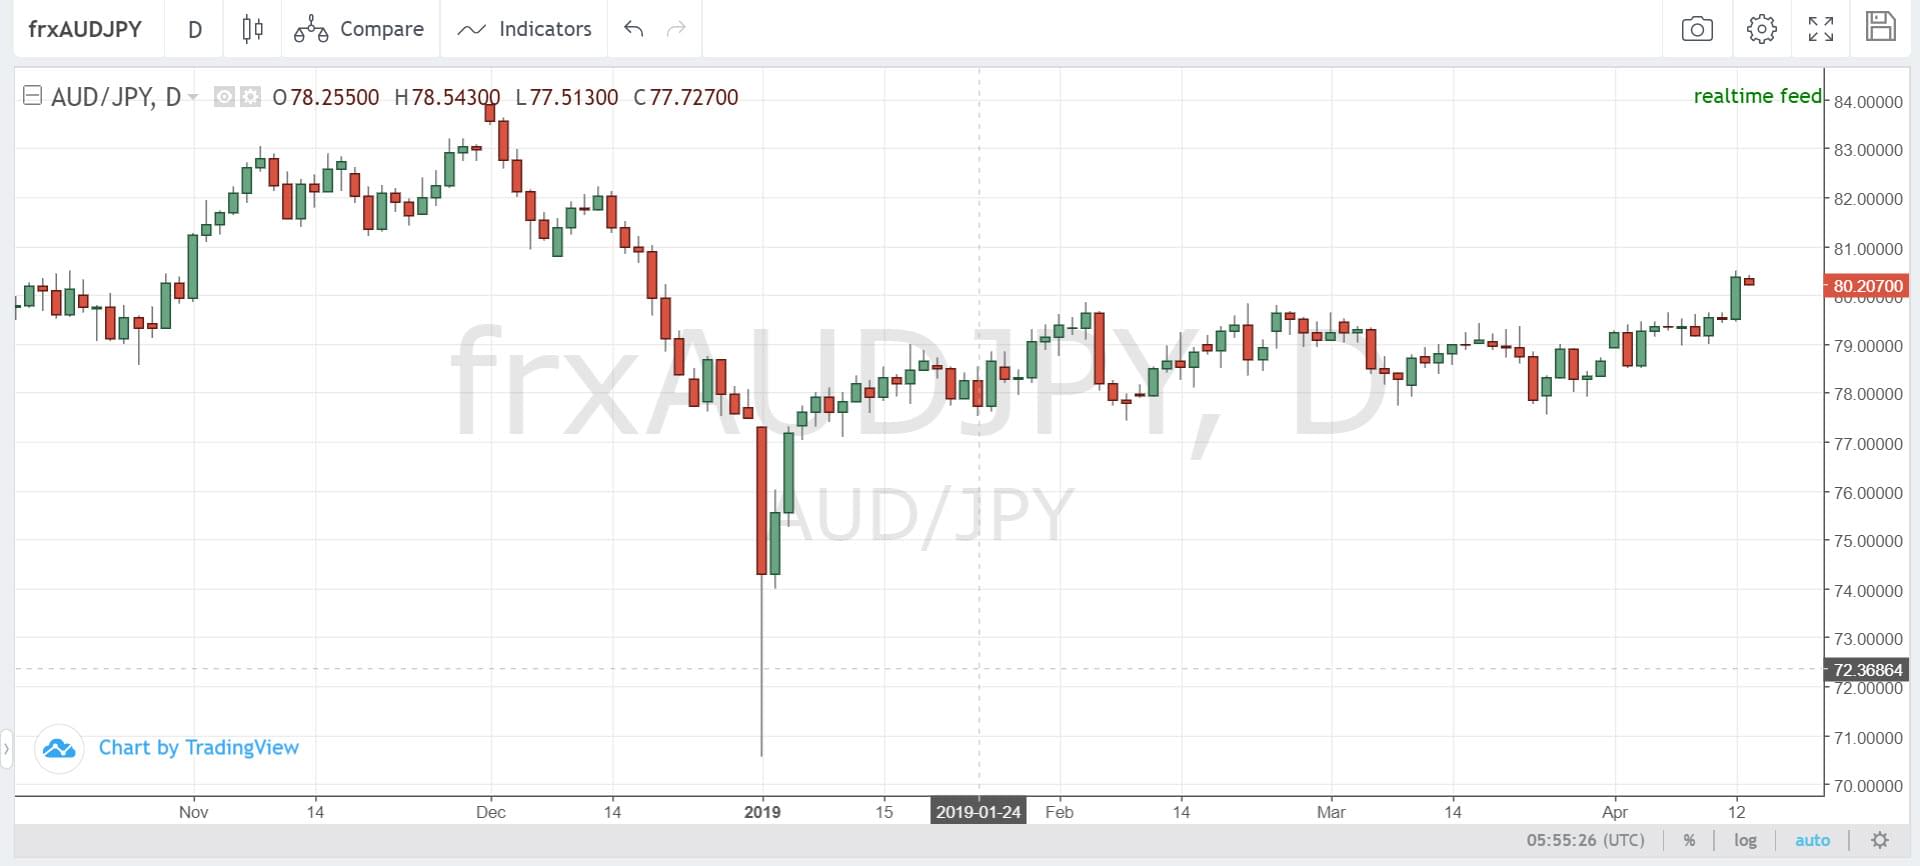 frxAUDJPY D Compare Indicators
AUD/JPY, D O78.25500 H78.54300 L77.51300 C77.72700
realtime feed
84.00000
83.00000
82.00000
81.00000
80.20700
80.00000
79.00000
78.00000
77.00000
76.00000
75.00000
74.00000
73.00000
72.36864
72.00000
71.00000
70.00000
frxAUDJPY, D
AUD/JPY
Chart by TradingView
Nov 14 Dec 14 2019 15 2019-01-24 Feb 14 Mar 14 Apr 12
05:55:26 (UTC) % log auto